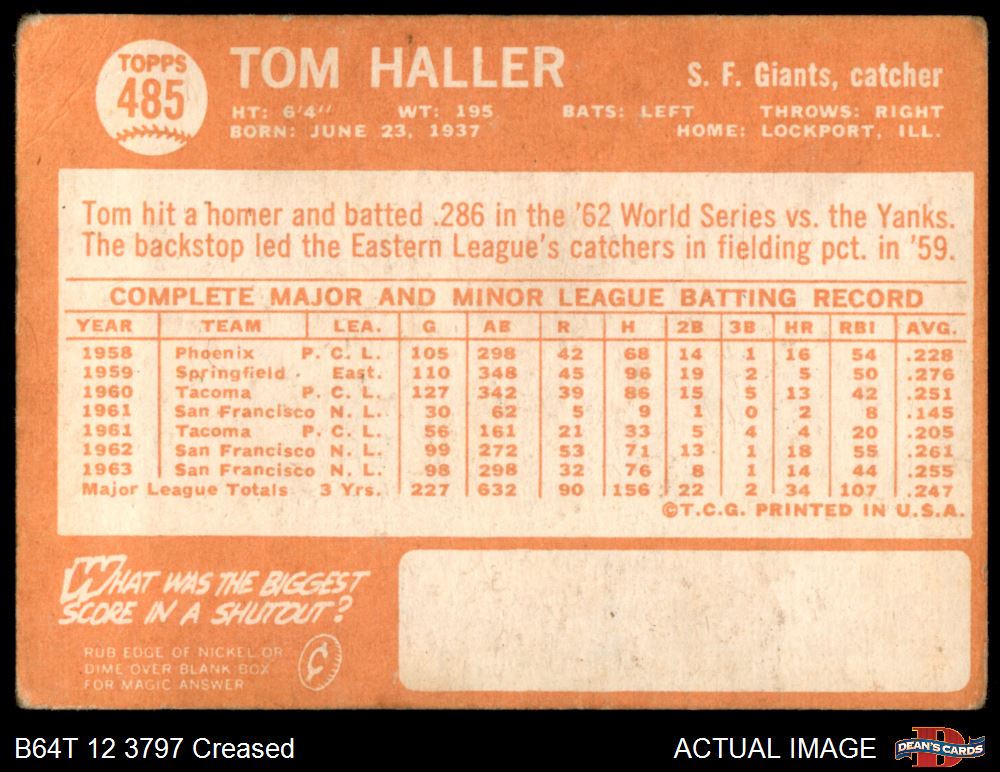 TOPPS
485
TOM HALLER
S. F. Giants, catcher
HT: 6'4" WT: 195 BATS: LEFT THROWS: RIGHT
BORN: JUNE 23, 1937 HOME: LOCKPORT, ILL.
Tom hit a homer and batted .286 in the '62 World Series vs. the Yanks.
The backstop led the Eastern League's catchers in fielding pct. in '59.
COMPLETE MAJOR AND MINOR LEAGUE BATTING RECORD
YEAR TEAM LEA. G AB R H 2B 3B HR RBI AVG.
1958 Phoenix P. C. L. 105 298 42 68 14 1 16 54 .228
1959 Springfield East. 110 348 45 96 19 2 5 50 .276
1960 Tacoma P. C. L. 127 342 39 86 15 5 13 42 .251
1961 San Francisco N. L. 30 62 5 9 1 0 2 8 .145
1961 Tacoma P. C. L. 56 161 21 33 5 4 4 20 .205
1962 San Francisco N. L. 99 272 53 71 13 1 18 55 .261
1963 San Francisco N. L. 98 298 32 76 8 1 14 44 .255
Major League Totals 3 Yrs. 227 632 90 156 22 2 34 107 .247
©T.C.G. PRINTED IN U.S.A.
WHAT WAS THE BIGGEST
SCORE IN A SHUTOUT?
RUB EDGE OF NICKEL OR
DIME OVER BLANK BOX
FOR MAGIC ANSWER
¢
B64T 12 3797 Creased
ACTUAL IMAGE
D
DEAN'S CARDS